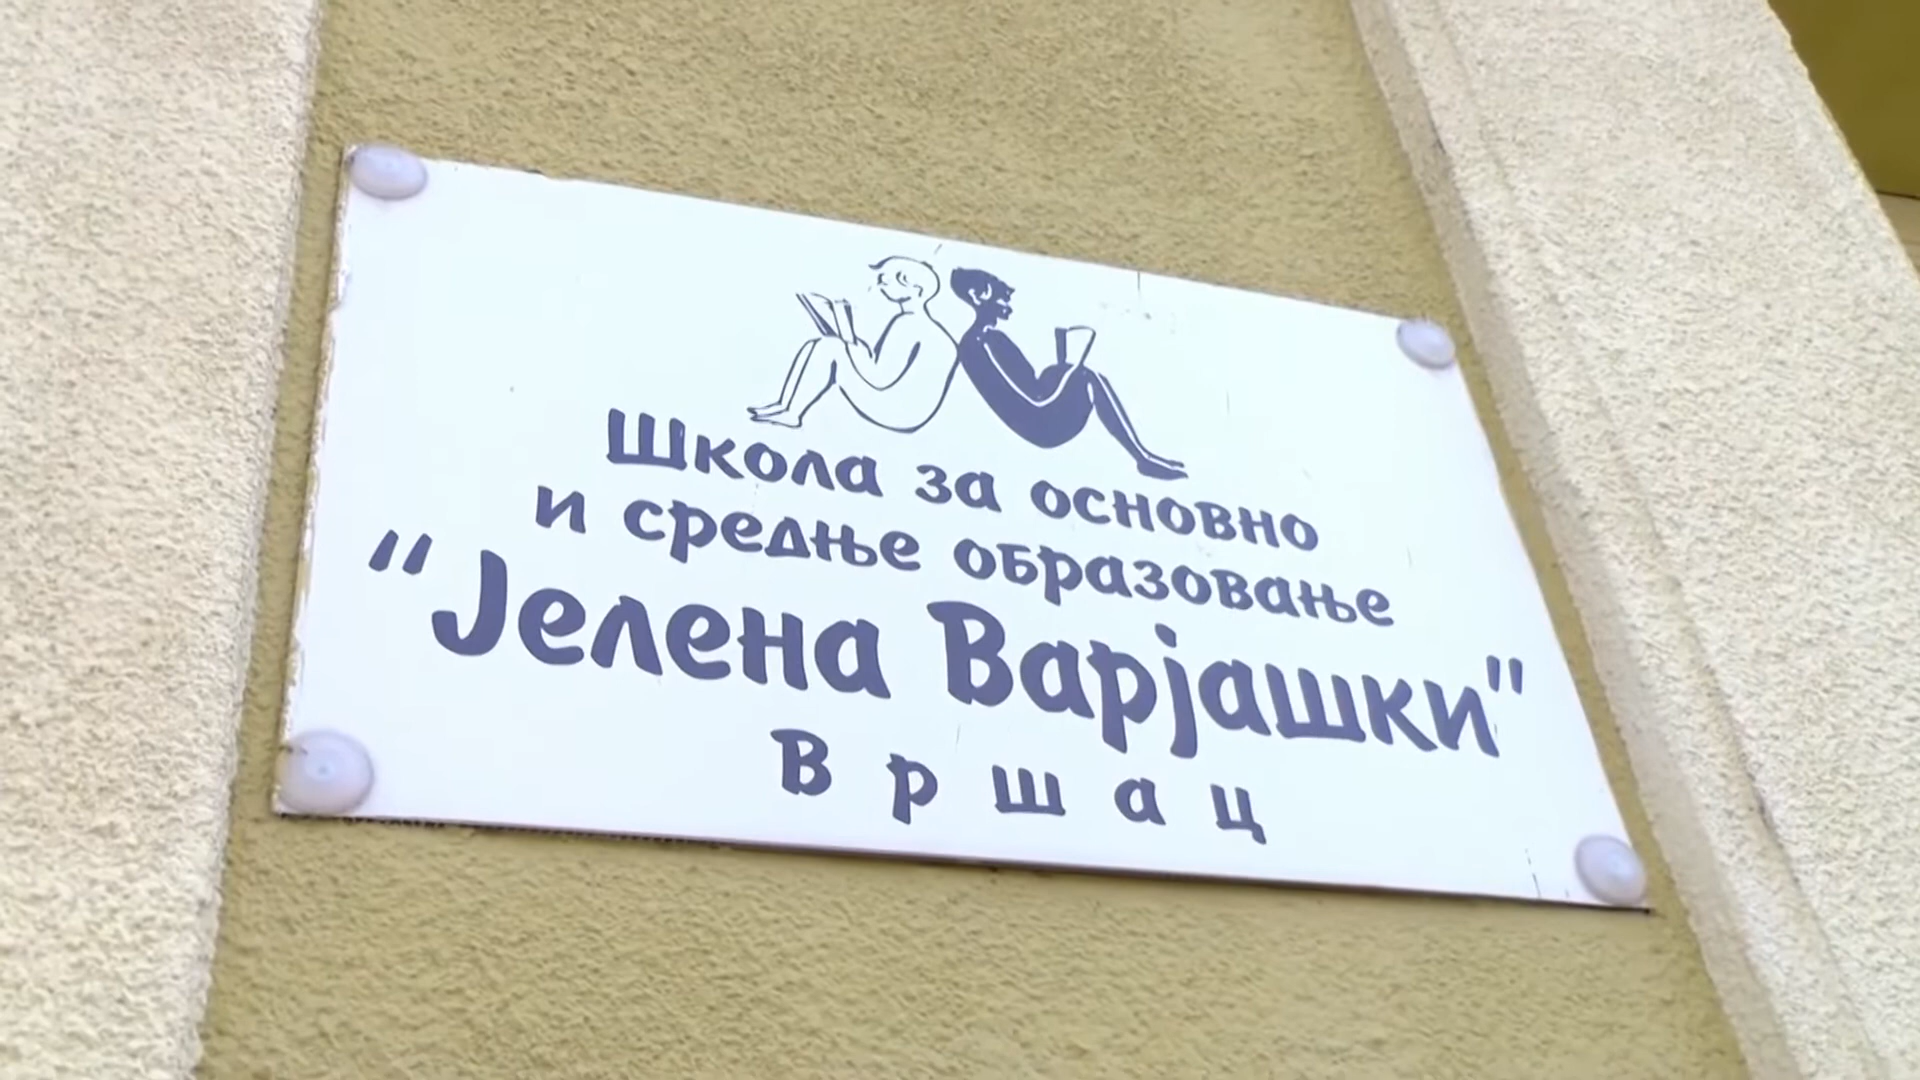 Школа за основно
и средње образовање
"Јелена Варјашки"
Вршац